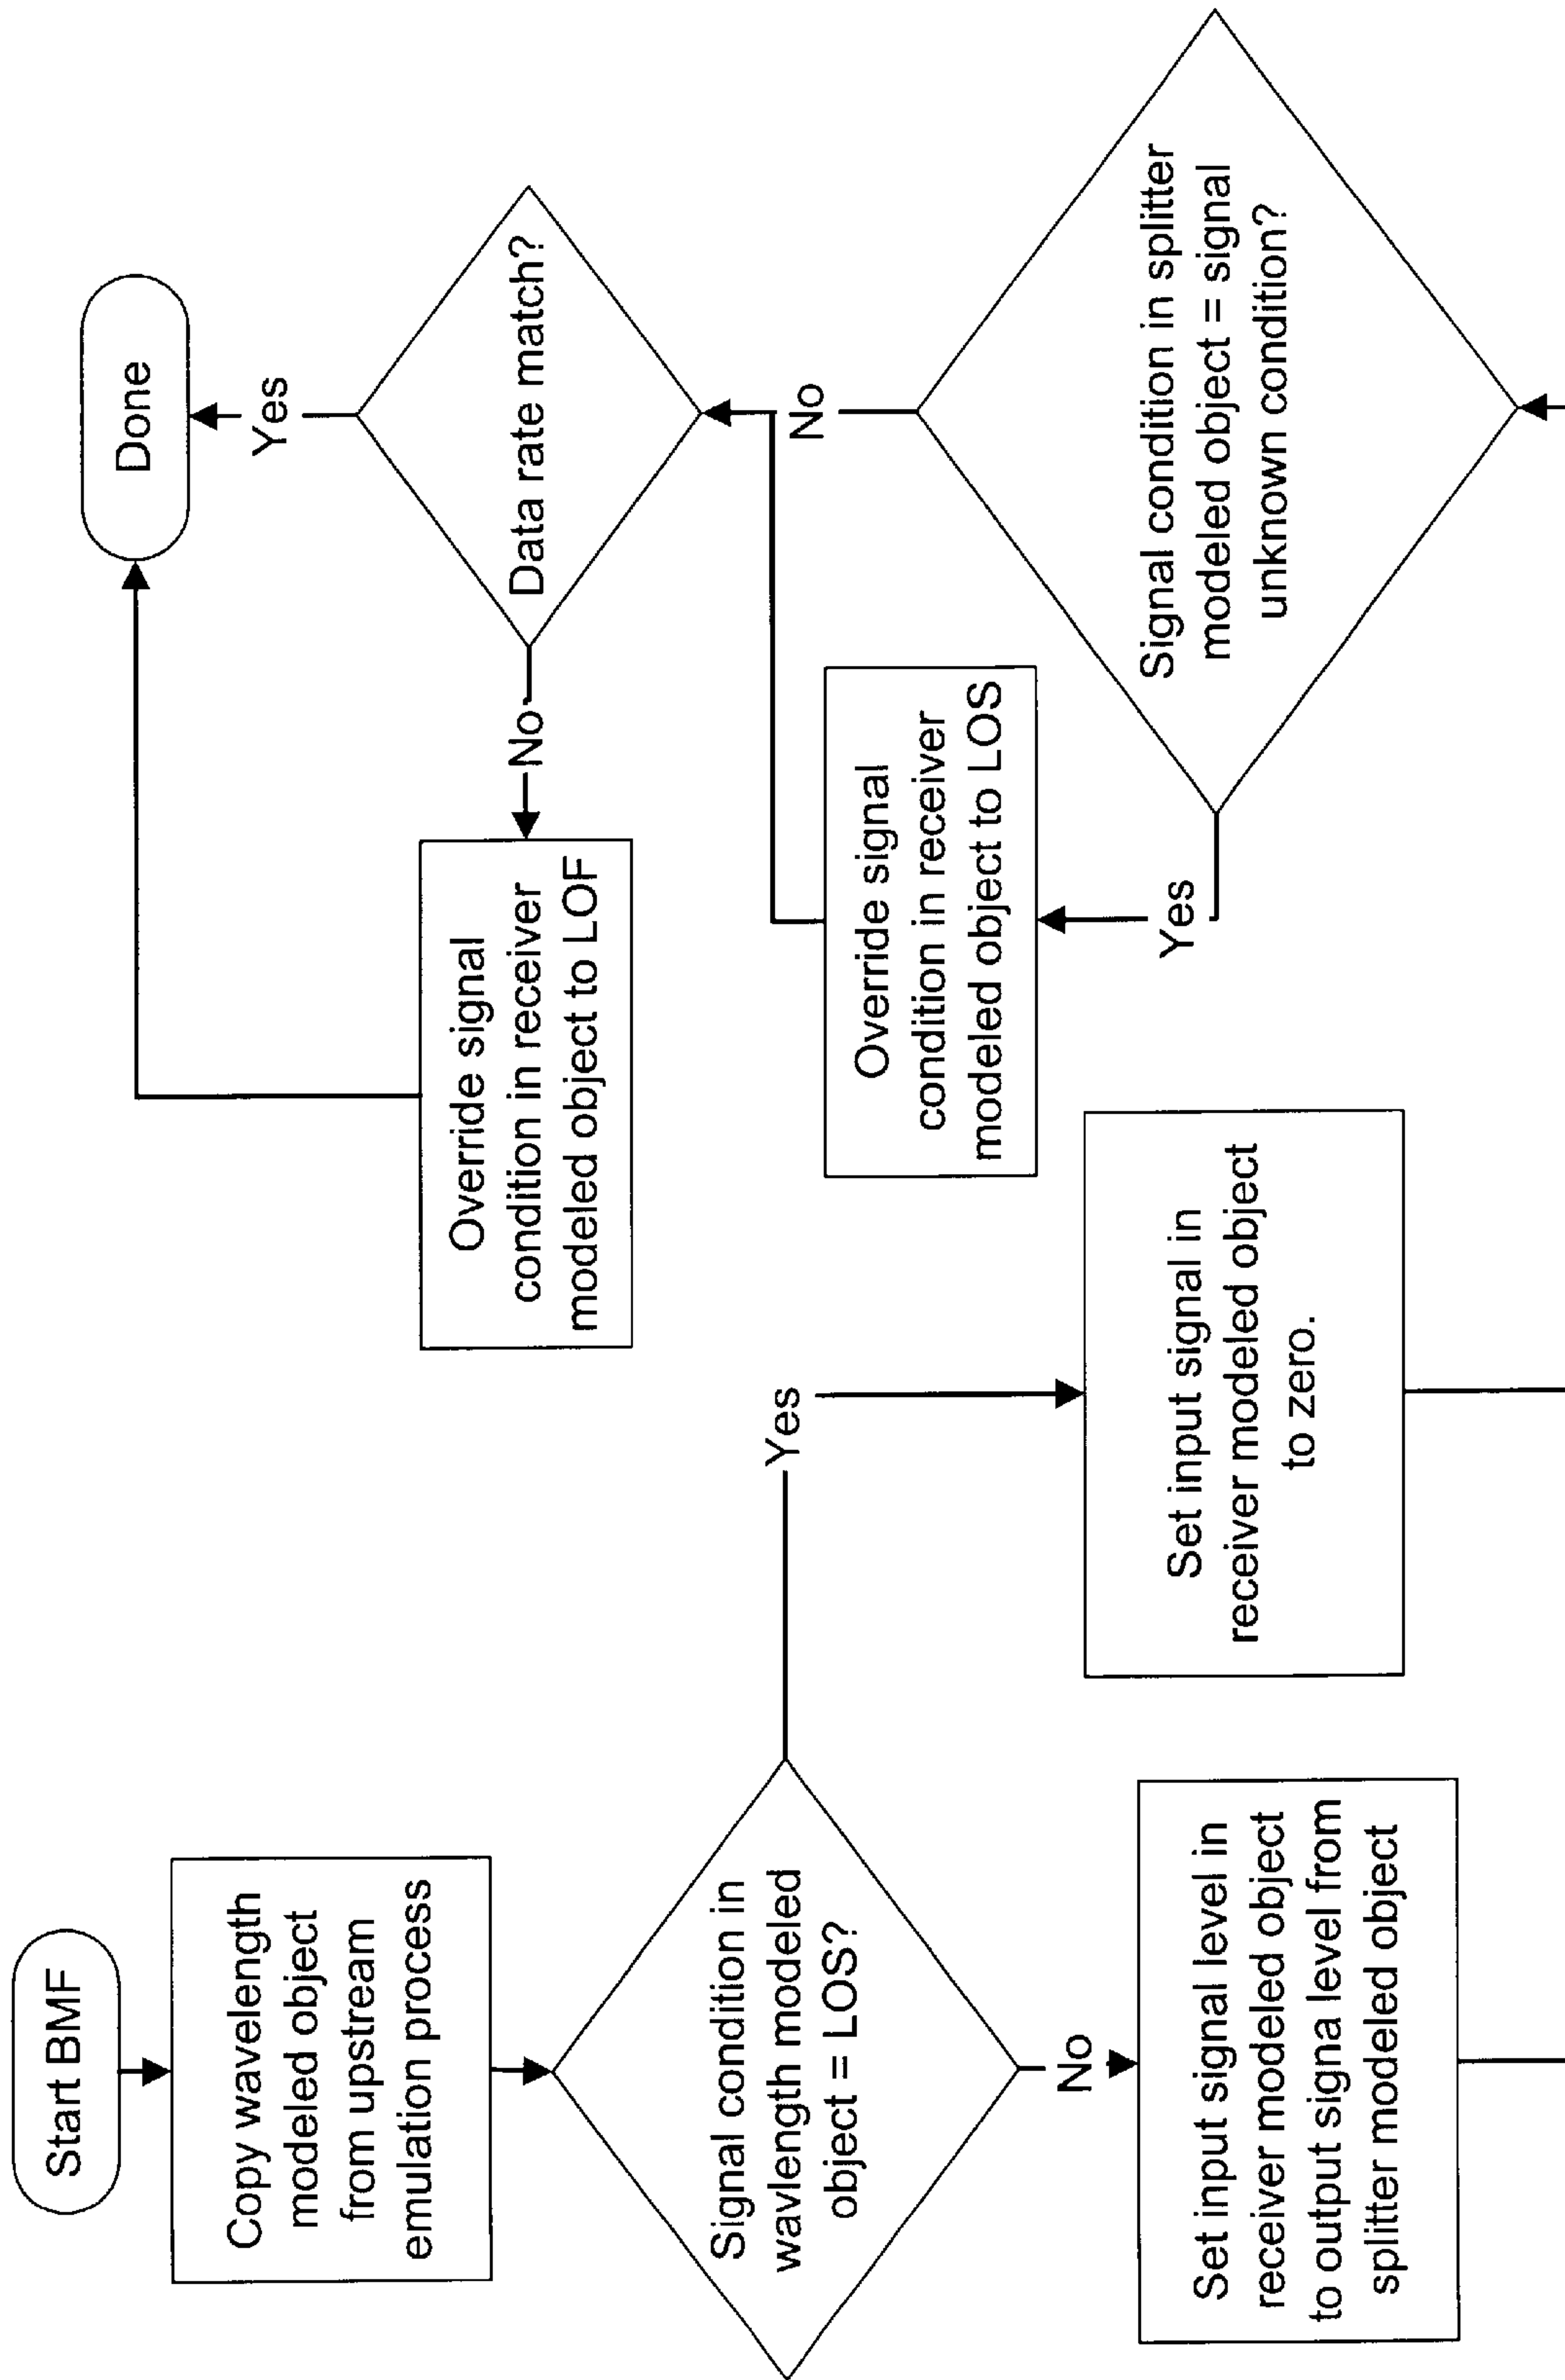 Start BMF
Copy wavelength
modeled object
from upstream
emulation process
Signal condition in
wavlength modeled
object = LOS?
No
Yes
Set input signal level in
receiver modeled object
to output signa level from
splitter modeled object
Set input signal in
receiver modeled object
to zero.
Signal condition in splitter
modeled object = signal
unknown condition?
Yes
No
Override signal
condition in receiver
modeled object to LOS
Data rate match?
No
Yes
Override signal
condition in receiver
modeled object to LOF
Done